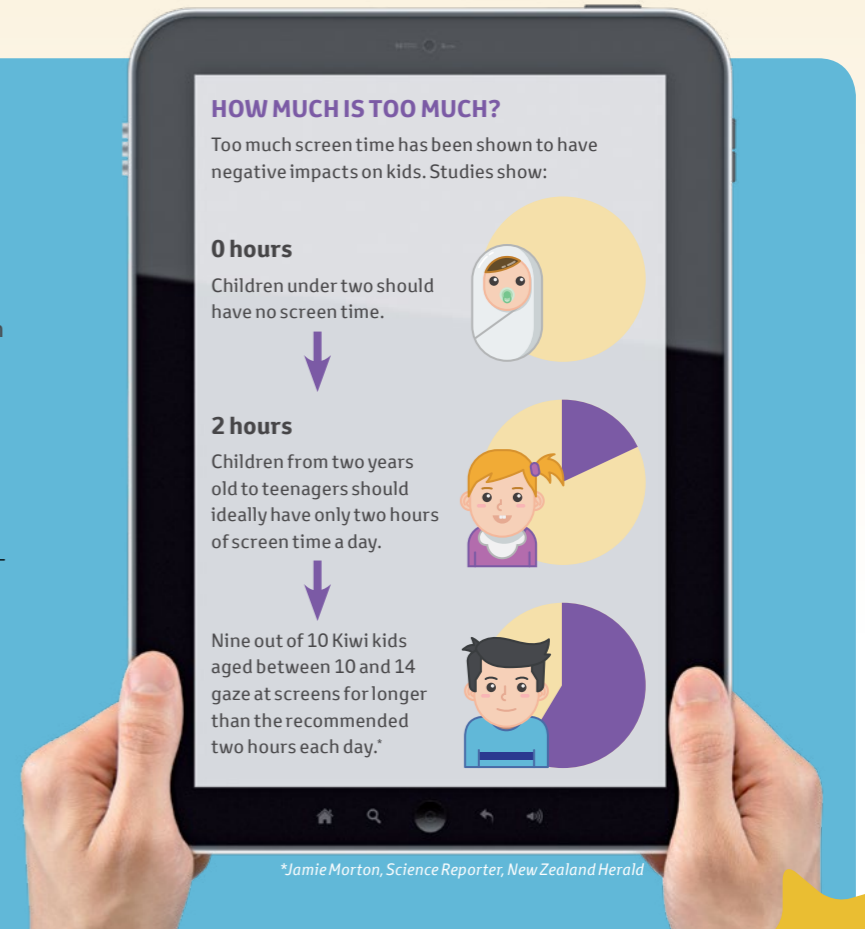 HOW MUCH IS TOO MUCH?
Too much screen time has been shown to have
negative impacts on kids. Studies show:
0 hours
Children under two should
have no screen time.
2 hours
Children from two years
old to teenagers should
ideally have only two hours
of screen time a day.
Nine out of 10 Kiwi kids
aged between 10 and 14
gaze at screens for longer
than the recommended
two hours each day.*
*Jamie Morton, Science Reporter, New Zealand Herald